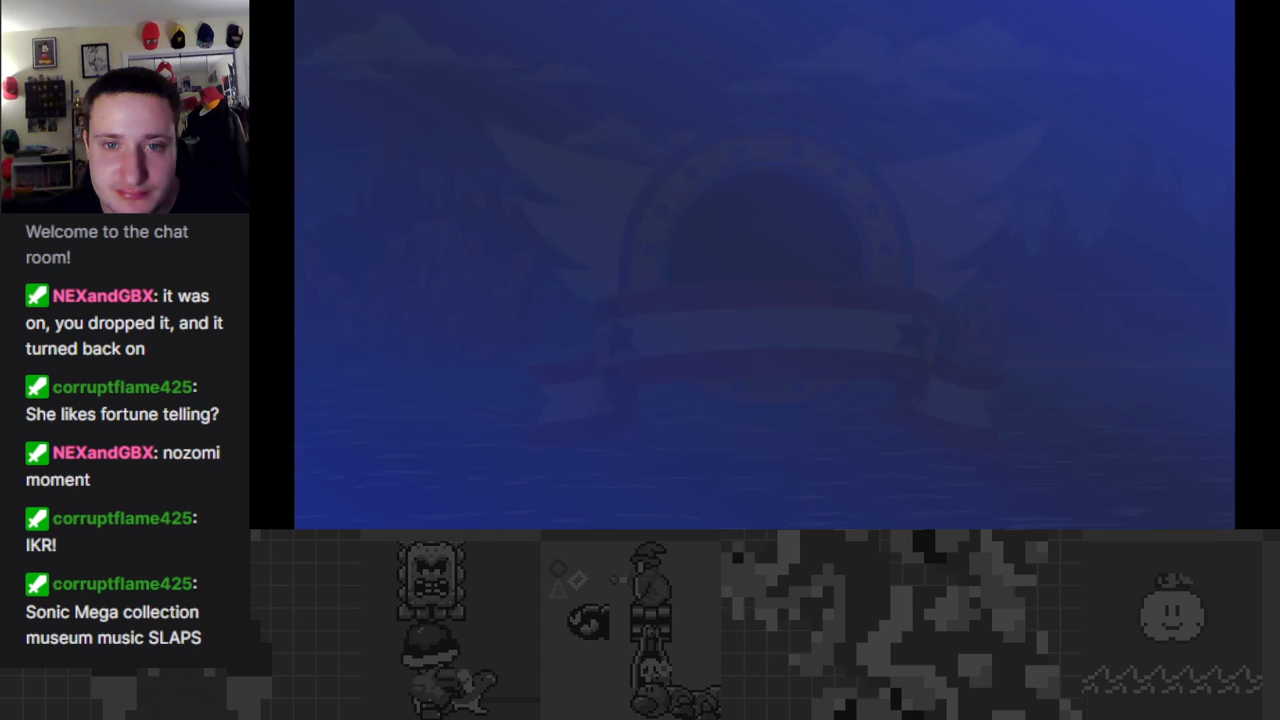 Welcome to the chat
room!
NEXandGBX: it was
on, you dropped it, and it
turned back on
corruptflame425:
She likes fortune telling?
NEXandGBX: nozomi
moment
corruptflame425:
IKR!
corruptflame425:
Sonic Mega collection
museum music SLAPS